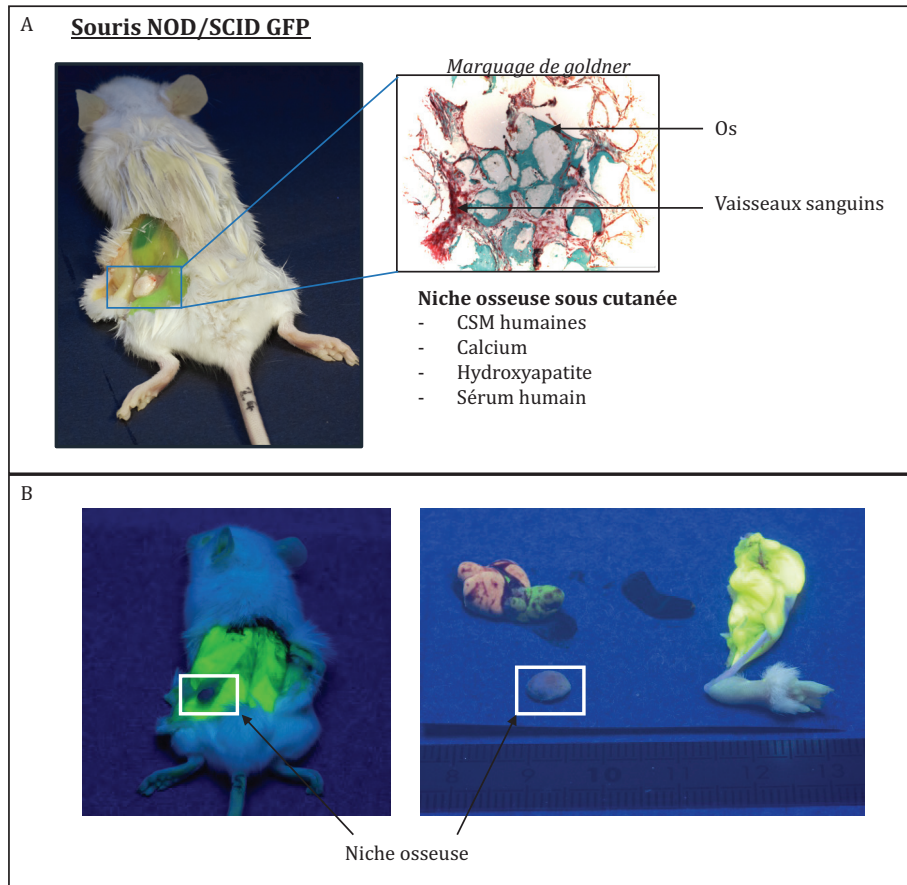 A
Souris NOD/SCID GFP
Marquage de goldner
Os
Vaisseaux sanguins
Niche osseuse sous cutanée
- CSM humaines
- Calcium
- Hydroxyapatite
- Sérum humain
B
8 9 10 11 12 13
Niche osseuse